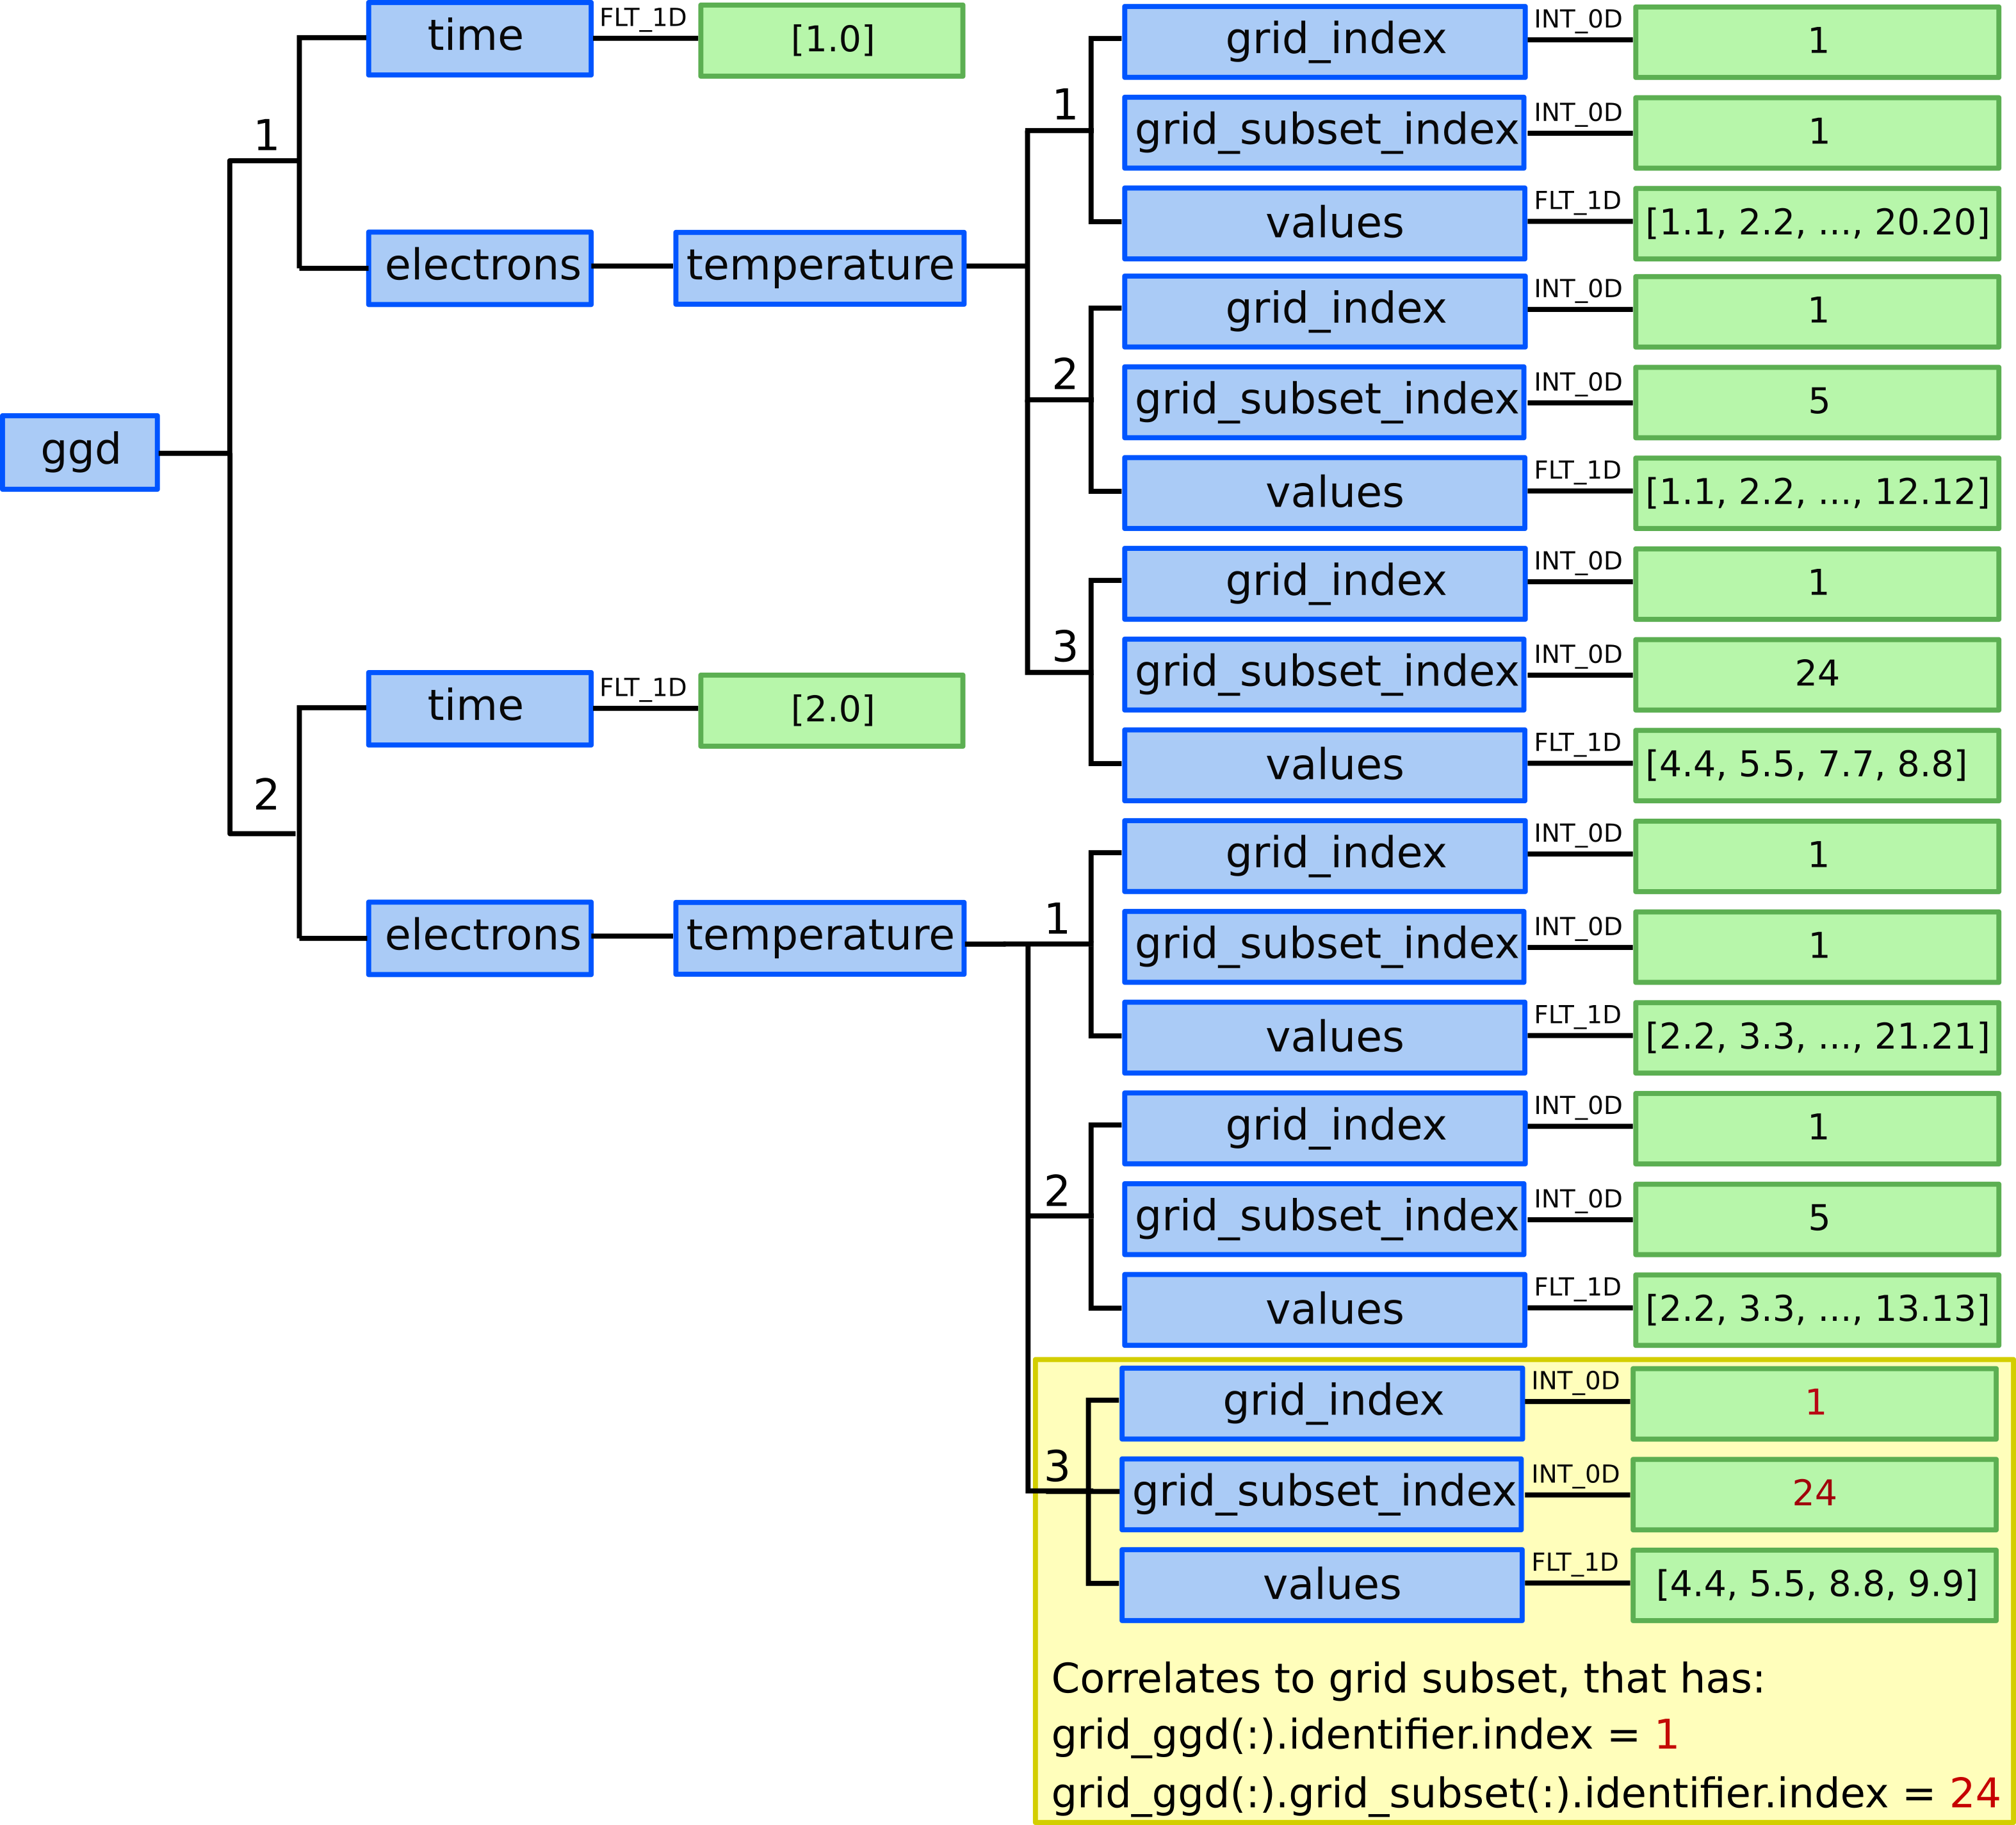 ggd
1
time
FLT_1D
[1.0]
electrons
temperature
1
grid_index
INT_0D
1
grid_subset_index
INT_0D
1
values
FLT_1D
[1.1, 2.2, ..., 20.20]
2
grid_index
INT_0D
1
grid_subset_index
INT_0D
5
values
FLT_1D
[1.1, 2.2, ..., 12.12]
3
grid_index
INT_0D
1
grid_subset_index
INT_0D
24
values
FLT_1D
[4.4, 5.5, 7.7, 8.8]
2
time
FLT_1D
[2.0]
electrons
temperature
1
grid_index
INT_0D
1
grid_subset_index
INT_0D
1
values
FLT_1D
[2.2, 3.3, ..., 21.21]
2
grid_index
INT_0D
1
grid_subset_index
INT_0D
5
values
FLT_1D
[2.2, 3.3, ..., 13.13]
3
grid_index
INT_0D
1
grid_subset_index
INT_0D
24
values
FLT_1D
[4.4, 5.5, 8.8, 9.9]
Correlates to grid subset, that has:
grid_ggd(:).identifier.index = 1
grid_ggd(:).grid_subset(:).identifier.index = 24